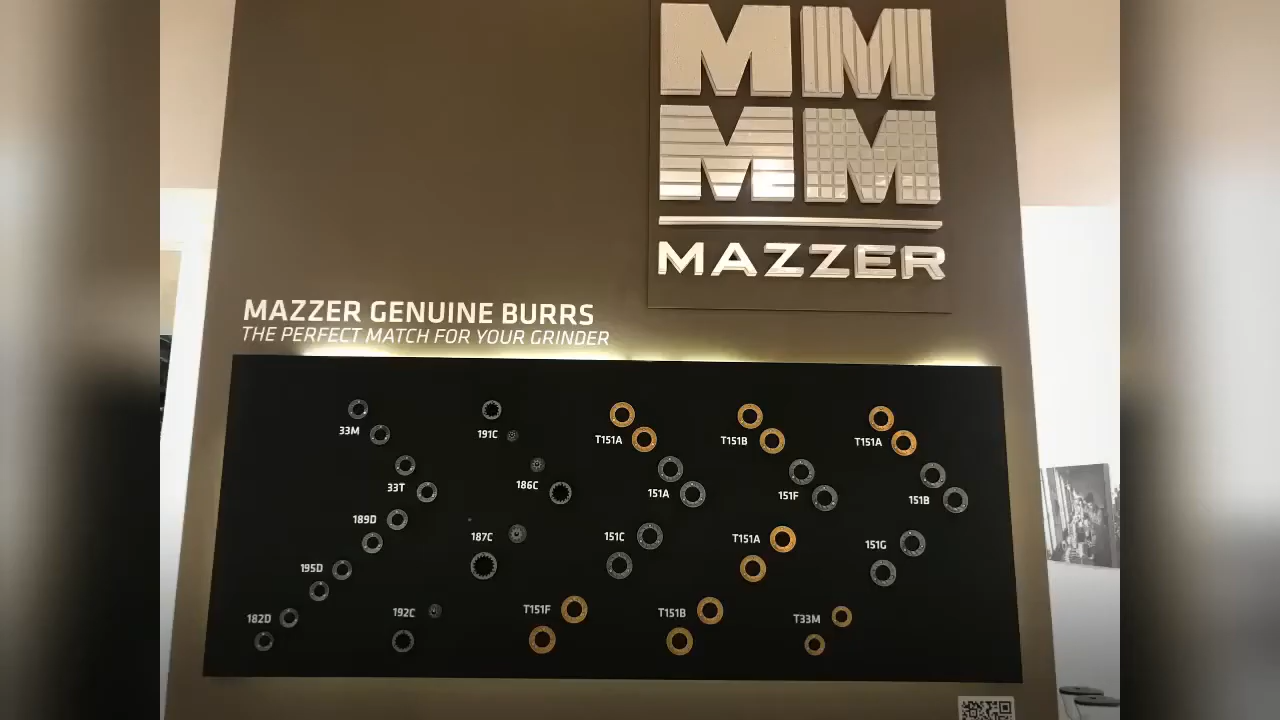 M M
M M
MAZZER
MAZZER GENUINE BURRS
THE PERFECT MATCH FOR YOUR GRINDER
33M
191C
T151A
T151B
T151A
33T
186C
151A
151F
151B
189D
187C
151C
T151A
151G
195D
182D
192C
T151F
T151B
T33M